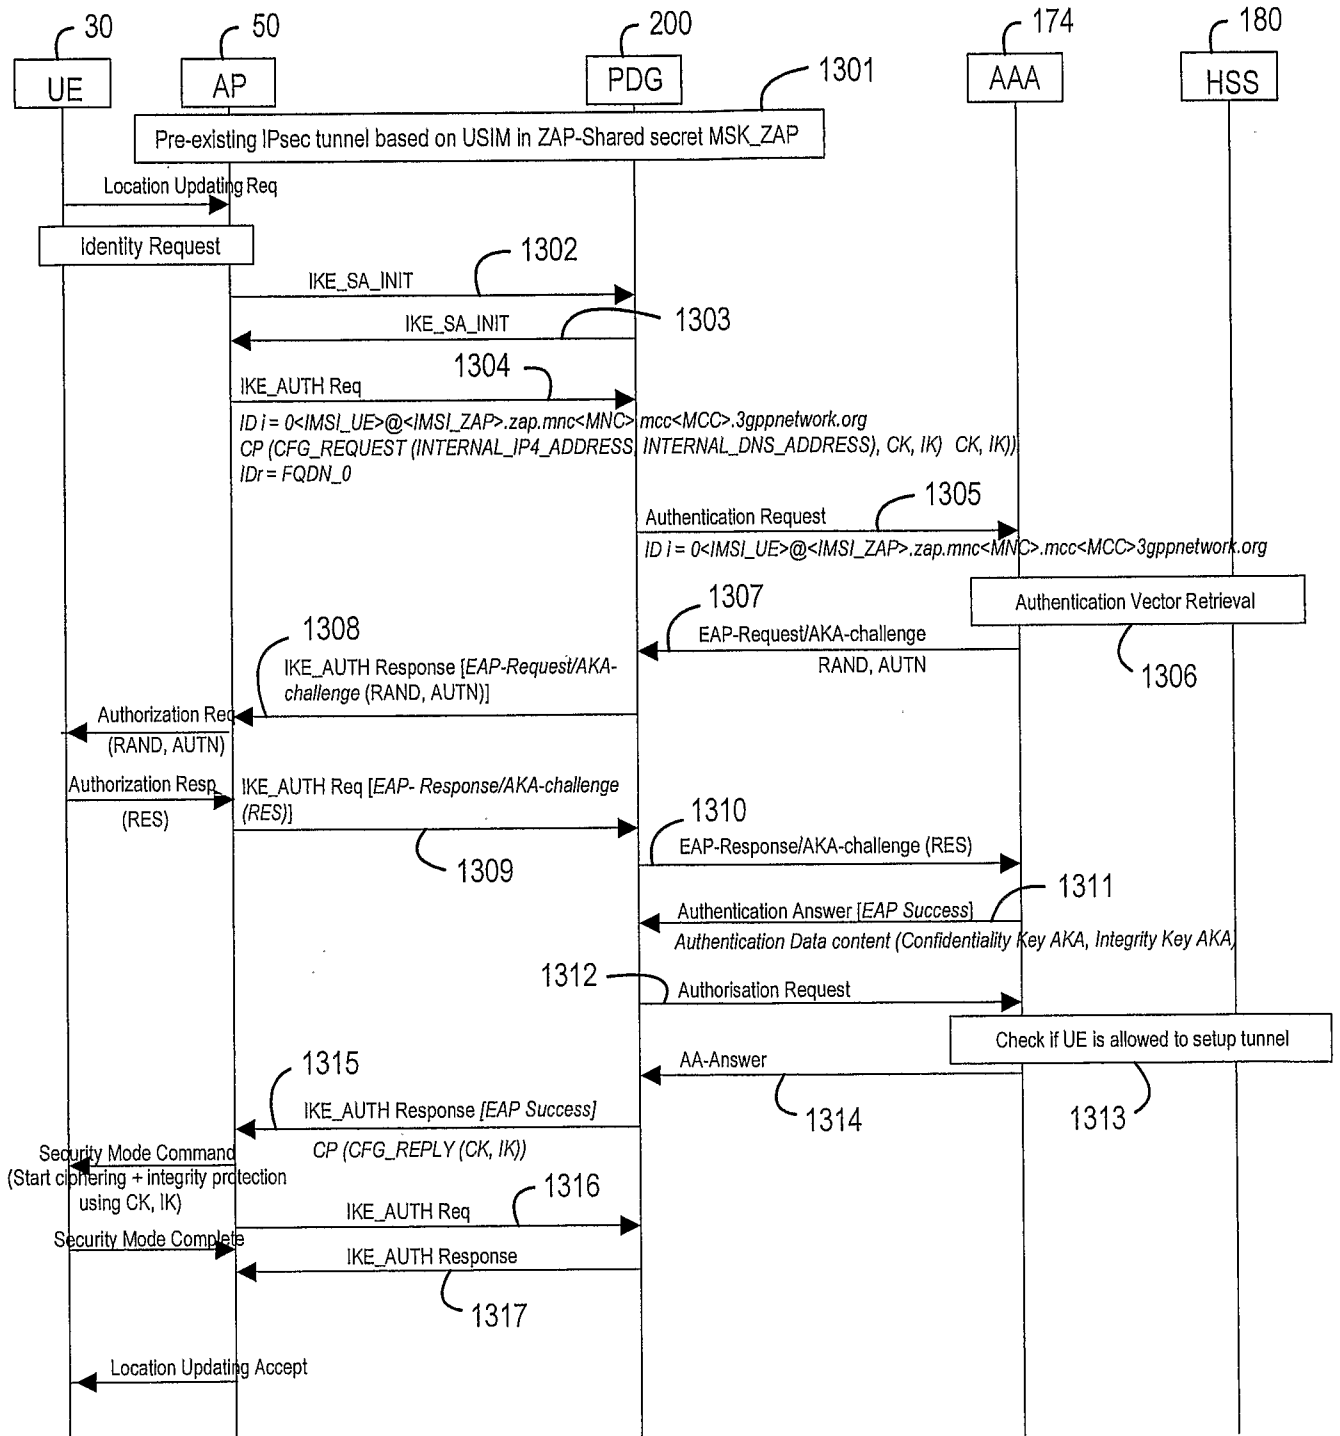 30
50
200
174
180
UE
AP
PDG
AAA
HSS
1301
Pre-existing IPsec tunnel based on USIM in ZAP-Shared secret MSK_ZAP
Location Updating Req
Identity Request
1302
IKE_SA_INIT
1303
IKE_SA_INIT
1304
IKE_AUTH Req
ID i = 0<IMSI_UE>@<IMSI_ZAP>.zap.mnc<MNC>.mcc<MCC>.3gppnetwork.org
CP (CFG_REQUEST (INTERNAL_IP4_ADDRESS, INTERNAL_DNS_ADDRESS), CK, IK) CK, IK))
IDr = FQDN_0
1305
Authentication Request
ID i = 0<IMSI_UE>@<IMSI_ZAP>.zap.mnc<MNC>.mcc<MCC>3gppnetwork.org
Authentication Vector Retrieval
1306
1307
EAP-Request/AKA-challenge
RAND, AUTN
1308
IKE_AUTH Response [EAP-Request/AKA-
challenge (RAND, AUTN)]
Authorization Req
(RAND, AUTN)
Authorization Resp
(RES)
IKE_AUTH Req [EAP- Response/AKA-challenge
(RES)]
1309
1310
EAP-Response/AKA-challenge (RES)
1311
Authentication Answer [EAP Success]
Authentication Data content (Confidentiality Key AKA, Integrity Key AKA)
1312
Authorisation Request
Check if UE is allowed to setup tunnel
1313
AA-Answer
1314
1315
IKE_AUTH Response [EAP Success]
CP (CFG_REPLY (CK, IK))
Security Mode Command
(Start ciphering + integrity protection
using CK, IK)
1316
IKE_AUTH Req
Security Mode Complete
IKE_AUTH Response
1317
Location Updating Accept